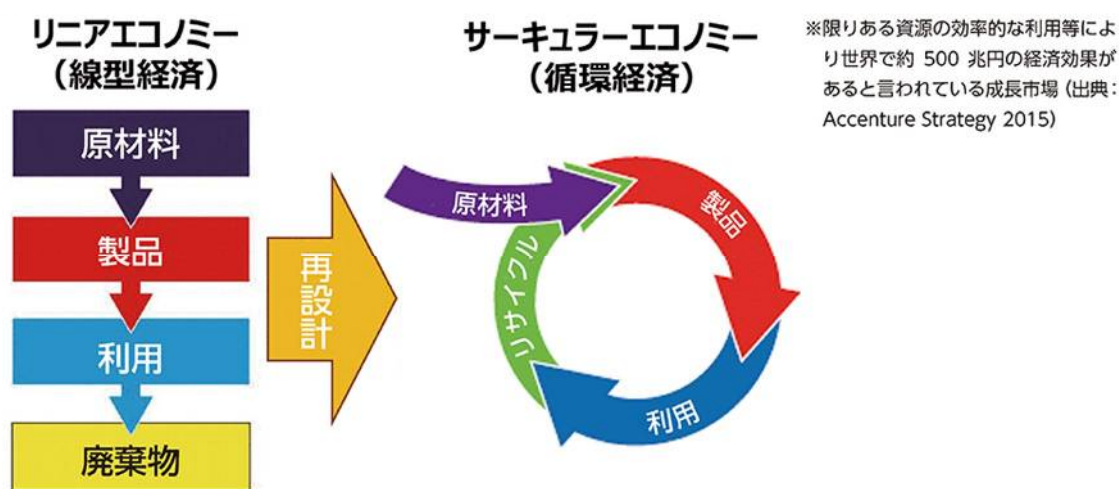 リニアエコノミー
（線型経済）
原材料
製品
利用
廃棄物
再設計
サーキュラーエコノミー
（循環経済）
原材料
製品
利用
リサイクル
※限りある資源の効率的な利用等によ
り世界で約 500 兆円の経済効果が
あると言われている成長市場（出典：
Accenture Strategy 2015）